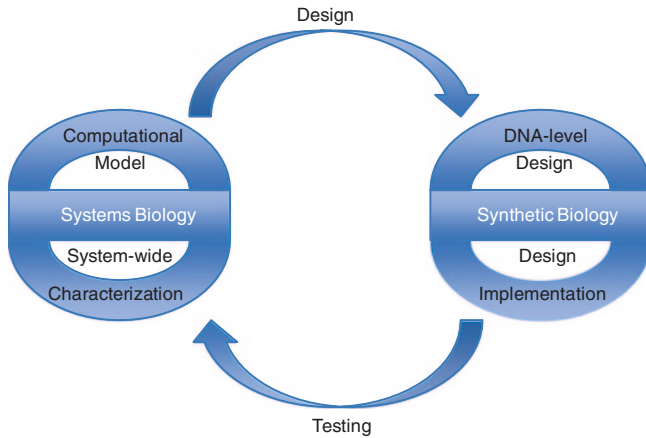 Design
Computational
Model
Systems Biology
System-wide
Characterization
DNA-level
Design
Synthetic Biology
Design
Implementation
Testing